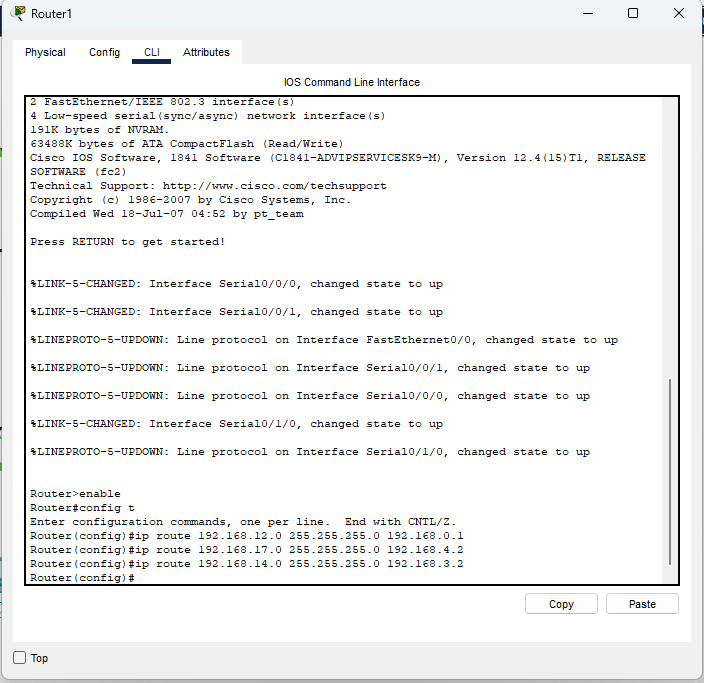 Router1
Physical Config CLI Attributes
IOS Command Line Interface
2 FastEthernet/IEEE 802.3 interface(s)
4 Low-speed serial(sync/async) network interface(s)
191K bytes of NVRAM.
63488K bytes of ATA CompactFlash (Read/Write)
Cisco IOS Software, 1841 Software (C1841-ADVIPSERVICESK9-M), Version 12.4(15)T1, RELEASE
SOFTWARE (fc2)
Technical Support: http://www.cisco.com/techsupport
Copyright (c) 1986-2007 by Cisco Systems, Inc.
Compiled Wed 18-Jul-07 04:52 by pt_team
Press RETURN to get started!
%LINK-5-CHANGED: Interface Serial0/0/0, changed state to up
%LINK-5-CHANGED: Interface Serial0/0/1, changed state to up
%LINEPROTO-5-UPDOWN: Line protocol on Interface FastEthernet0/0, changed state to up
%LINEPROTO-5-UPDOWN: Line protocol on Interface Serial0/0/1, changed state to up
%LINEPROTO-5-UPDOWN: Line protocol on Interface Serial0/0/0, changed state to up
%LINK-5-CHANGED: Interface Serial0/1/0, changed state to up
%LINEPROTO-5-UPDOWN: Line protocol on Interface Serial0/1/0, changed state to up
Router>enable
Router#config t
Enter configuration commands, one per line. End with CNTL/Z.
Router(config)#ip route 192.168.12.0 255.255.255.0 192.168.0.1
Router(config)#ip route 192.168.17.0 255.255.255.0 192.168.4.2
Router(config)#ip route 192.168.14.0 255.255.255.0 192.168.3.2
Router(config)#
Copy Paste
Top